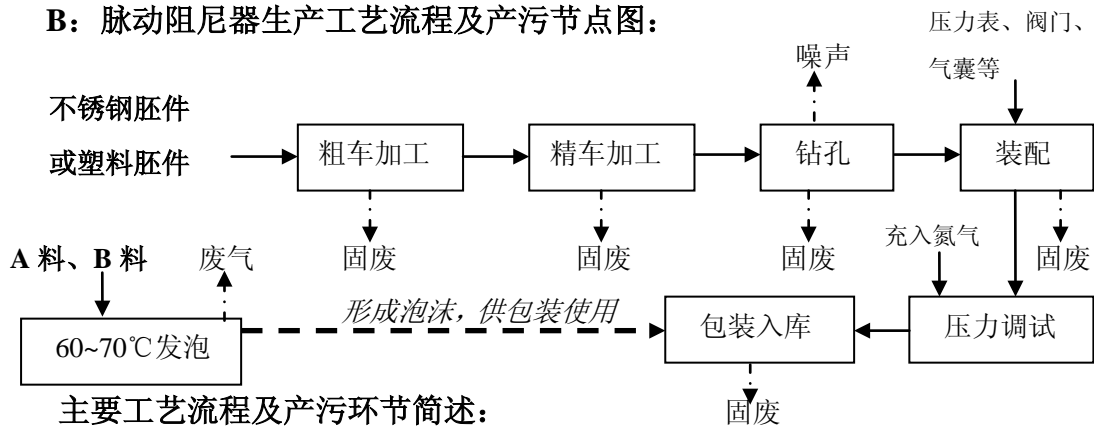 B：脉动阻尼器生产工艺流程及产污节点图：
压力表、阀门、
气囊等
噪声
不锈钢胚件
或塑料胚件
粗车加工
精车加工
钻孔
装配
固废
固废
充入氮气
固废
A 料、B 料
废气
形成泡沫，供包装使用
60~70℃发泡
包装入库
压力调试
固废
主要工艺流程及产污环节简述：